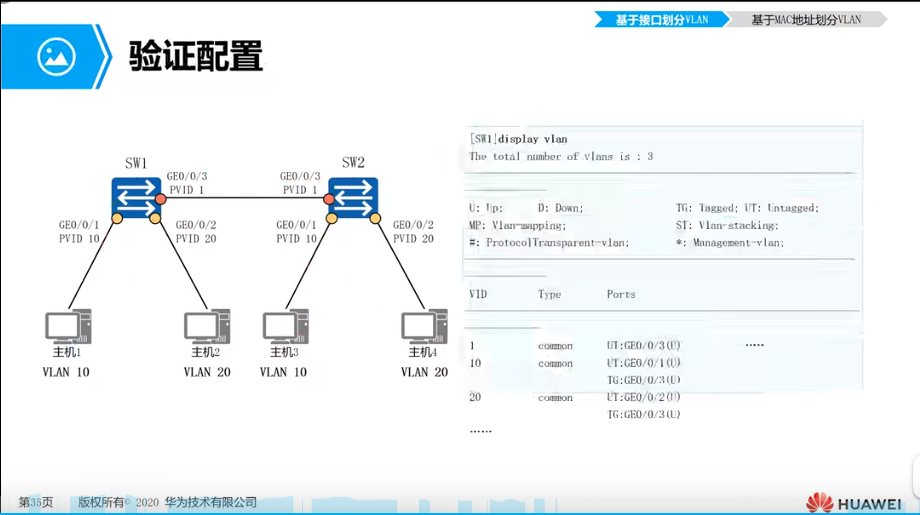 基于接口划分VLAN
基于MAC地址划分VLAN
验证配置
SW1
SW2
GE0/0/3
PVID 1
GE0/0/3
PVID 1
GE0/0/1
PVID 10
GE0/0/2
PVID 20
GE0/0/1
PVID 10
GE0/0/2
PVID 20
主机1
主机2
主机3
主机4
VLAN 10
VLAN 20
VLAN 10
VLAN 20
[SW1]display vlan
The total number of vlans is : 3
U: Up; D: Down; TG: Tagged; UT: Untagged;
MP: Vlan-mapping; ST: Vlan-stacking;
#: ProtocolTransparent-vlan; *: Management-vlan;
VID Type Ports
1 common UT:GE0/0/3(U) ·····
10 common UT:GE0/0/1(U)
TG:GE0/0/3(U)
20 common UT:GE0/0/2(U)
TG:GE0/0/3(U)
······
第35页 版权所有© 2020 华为技术有限公司
HUAWEI